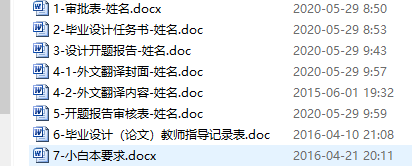 1-审批表-姓名.docx 2020-05-29 8:50
2-毕业设计任务书-姓名.doc 2020-05-29 9:38
3-设计开题报告-姓名.doc 2020-05-29 9:43
4-1-外文翻译封面-姓名.doc 2020-05-29 9:57
4-2-外文翻译内容-姓名.doc 2015-06-01 19:32
5-开题报告审核表-姓名.doc 2020-05-29 9:59
6-毕业设计（论文）教师指导记录表.doc 2016-04-10 21:08
7-小白本要求.docx 2016-04-21 20:11